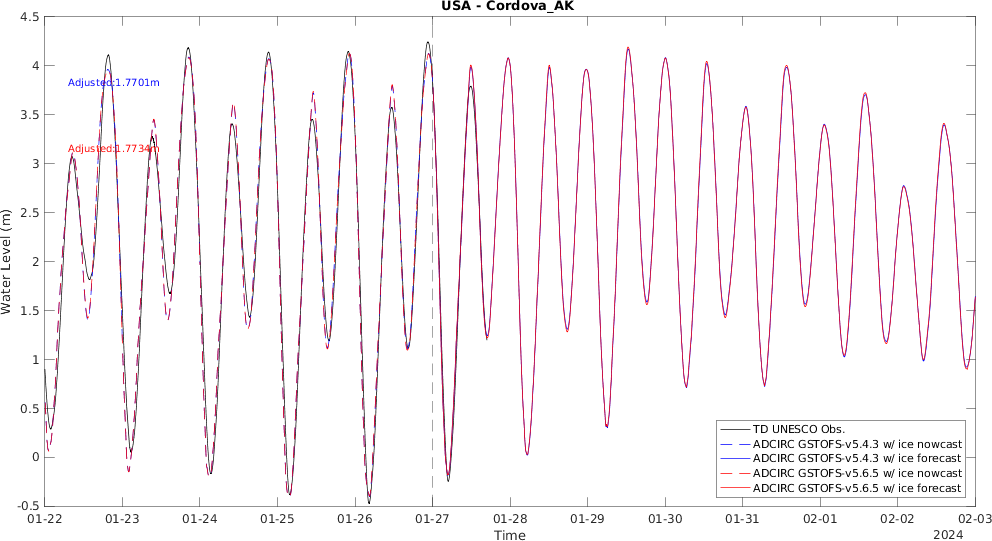 USA - Cordova_AK
4.5
4
3.5
3
2.5
2
1.5
1
0.5
0
-0.5
Water Level (m)
Adjusted:1.7701m
Adjusted:1.7734m
TD UNESCO Obs.
ADCIRC GSTOFS-v5.4.3 w/ ice nowcast
ADCIRC GSTOFS-v5.4.3 w/ ice forecast
ADCIRC GSTOFS-v5.6.5 w/ ice nowcast
ADCIRC GSTOFS-v5.6.5 w/ ice forecast
01-22 01-23 01-24 01-25 01-26 01-27 01-28 01-29 01-30 01-31 02-01 02-02 02-03
Time
2024